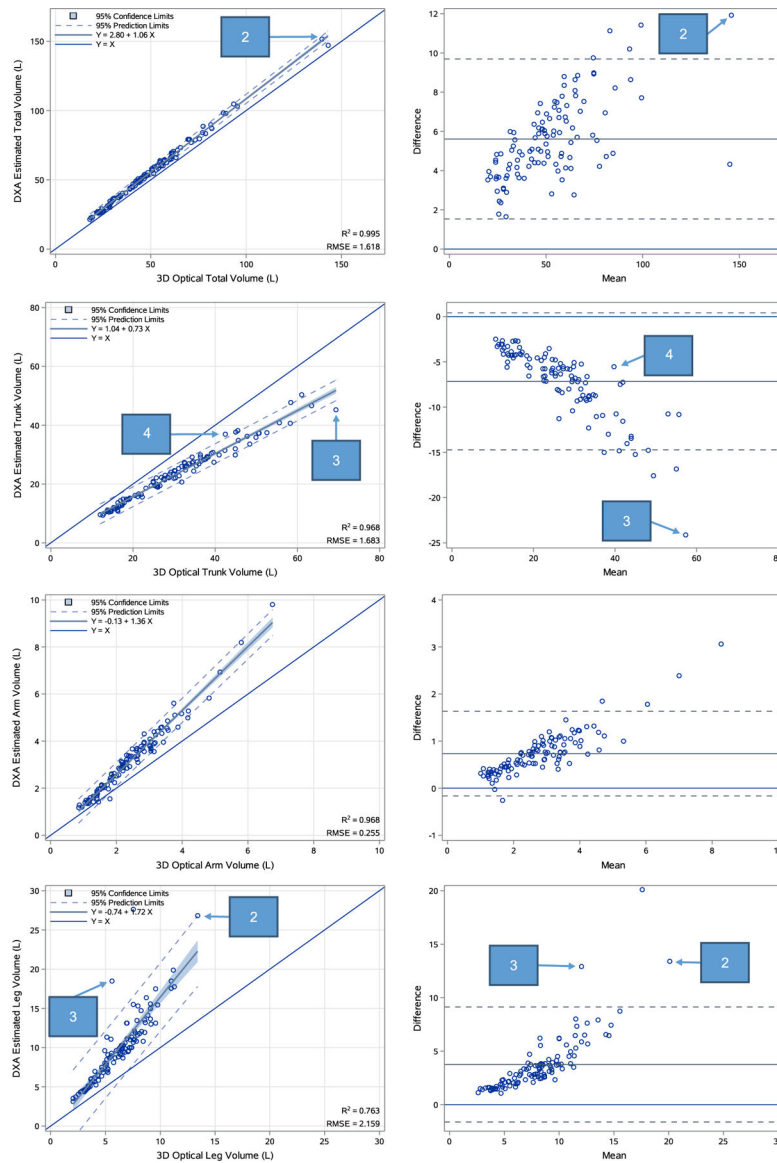 95% Confidence Limits
95% Prediction Limits
Y = 2.80 + 1.06 X
Y = X
2
150
100
50
0
DXA Estimated Total Volume (L)
R² = 0.995
RMSE = 1.618
0 50 100 150
3D Optical Total Volume (L)
12
10
8
6
4
2
0
Difference
2
0 50 100 150
Mean
95% Confidence Limits
95% Prediction Limits
Y = 1.04 + 0.73 X
Y = X
80
60
40
20
0
DXA Estimated Trunk Volume (L)
4
3
R² = 0.968
RMSE = 1.683
0 20 40 60 80
3D Optical Trunk Volume (L)
0
-5
-10
-15
-20
-25
Difference
4
3
0 20 40 60 80
Mean
95% Confidence Limits
95% Prediction Limits
Y = -0.13 + 1.36 X
Y = X
10
8
6
4
2
0
DXA Estimated Arm Volume (L)
R² = 0.968
RMSE = 0.255
0 2 4 6 8 10
3D Optical Arm Volume (L)
4
3
2
1
0
-1
Difference
0 2 4 6 8
Mean
95% Confidence Limits
95% Prediction Limits
Y = -0.74 + 1.72 X
Y = X
30
25
20
15
10
5
0
DXA Estimated Leg Volume (L)
2
3
R² = 0.763
RMSE = 2.159
0 5 10 15 20 25 30
3D Optical Leg Volume (L)
20
15
10
5
0
Difference
3
2
0 5 10 15 20 25
Mean